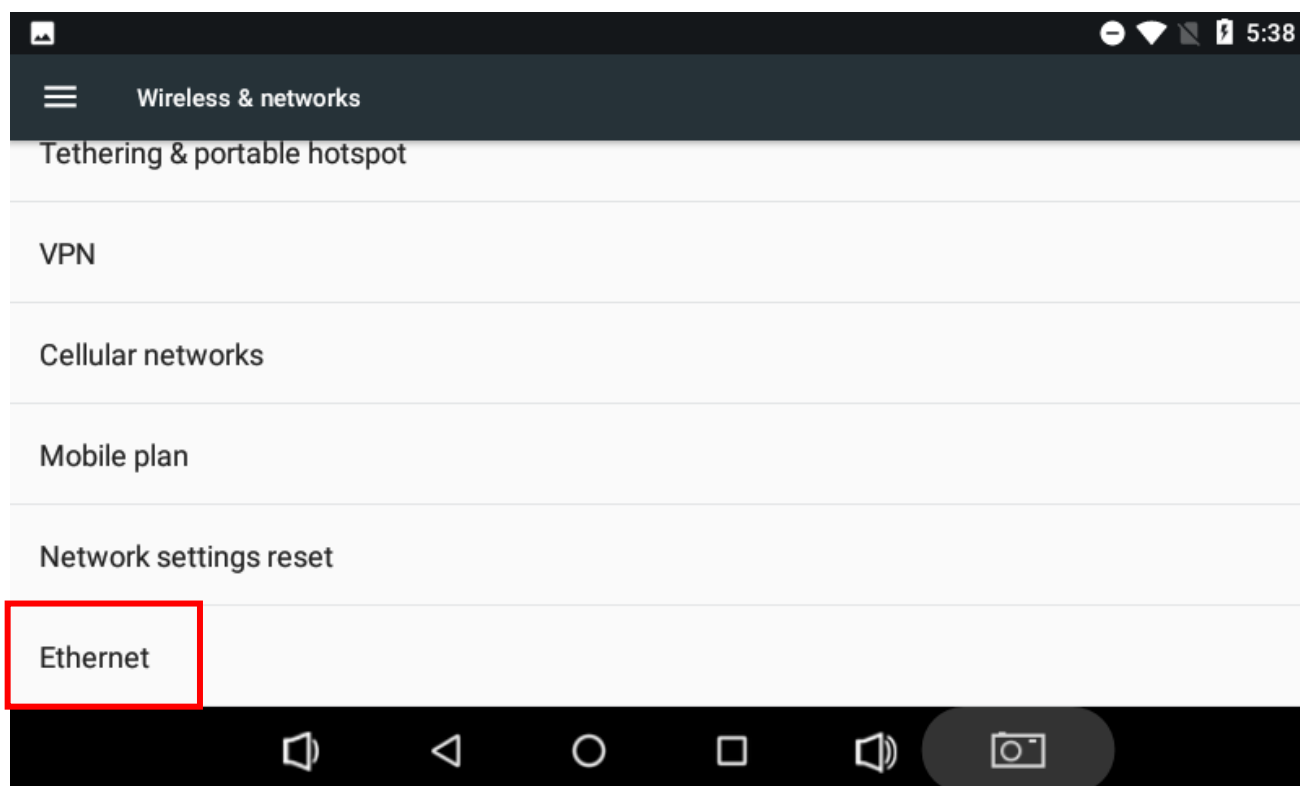 5:38
Wireless & networks
Tethering & portable hotspot
VPN
Cellular networks
Mobile plan
Network settings reset
Ethernet